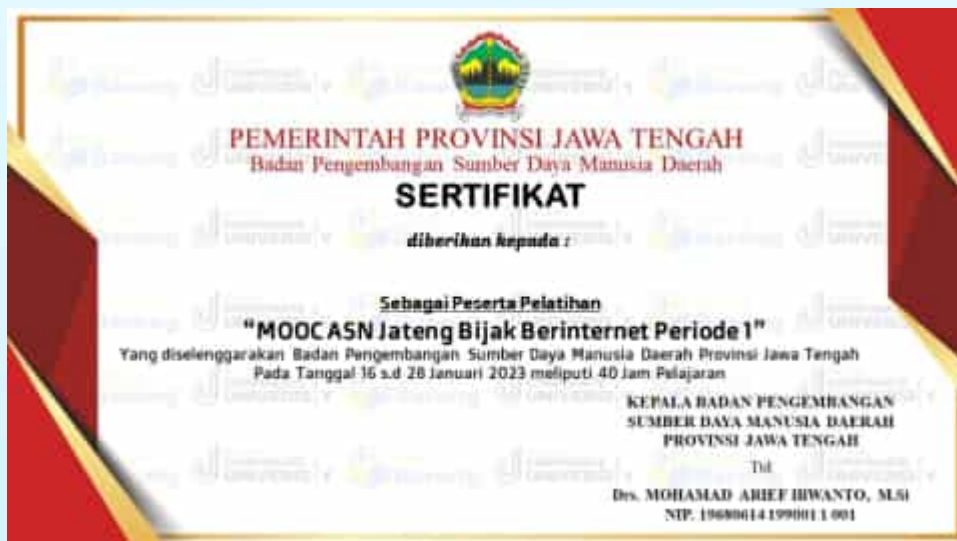 PEMERINTAH PROVINSI JAWA TENGAH
Badan Pengembangan Sumber Daya Manusia Daerah
SERTIFIKAT
diberikan kepada :
Sebagai Peserta Pelatihan
"MOOC ASN Jateng Bijak Berinternet Periode 1"
Yang diselenggarakan Badan Pengembangan Sumber Daya Manusia Daerah Provinsi Jawa Tengah
Pada Tanggal 16 s.d 28 Januari 2023 meliputi 40 Jam Pelajaran
KEPALA BADAN PENGEMBANGAN
SUMBER DAYA MANUSIA DAERAH
PROVINSI JAWA TENGAH
Ttd
Drs. MOHAMAD ARIEF IRWANTO, M.Si
NIP. 19680614 199001 1 001